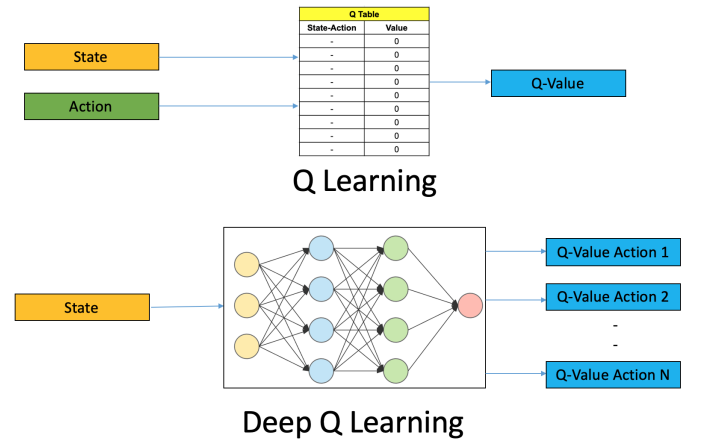 Q Table
State-Action Value
- 0
- 0
- 0
- 0
- 0
- 0
- 0
- 0
- 0
State
Action
Q-Value
Q Learning
State
Q-Value Action 1
Q-Value Action 2
-
-
Q-Value Action N
Deep Q Learning